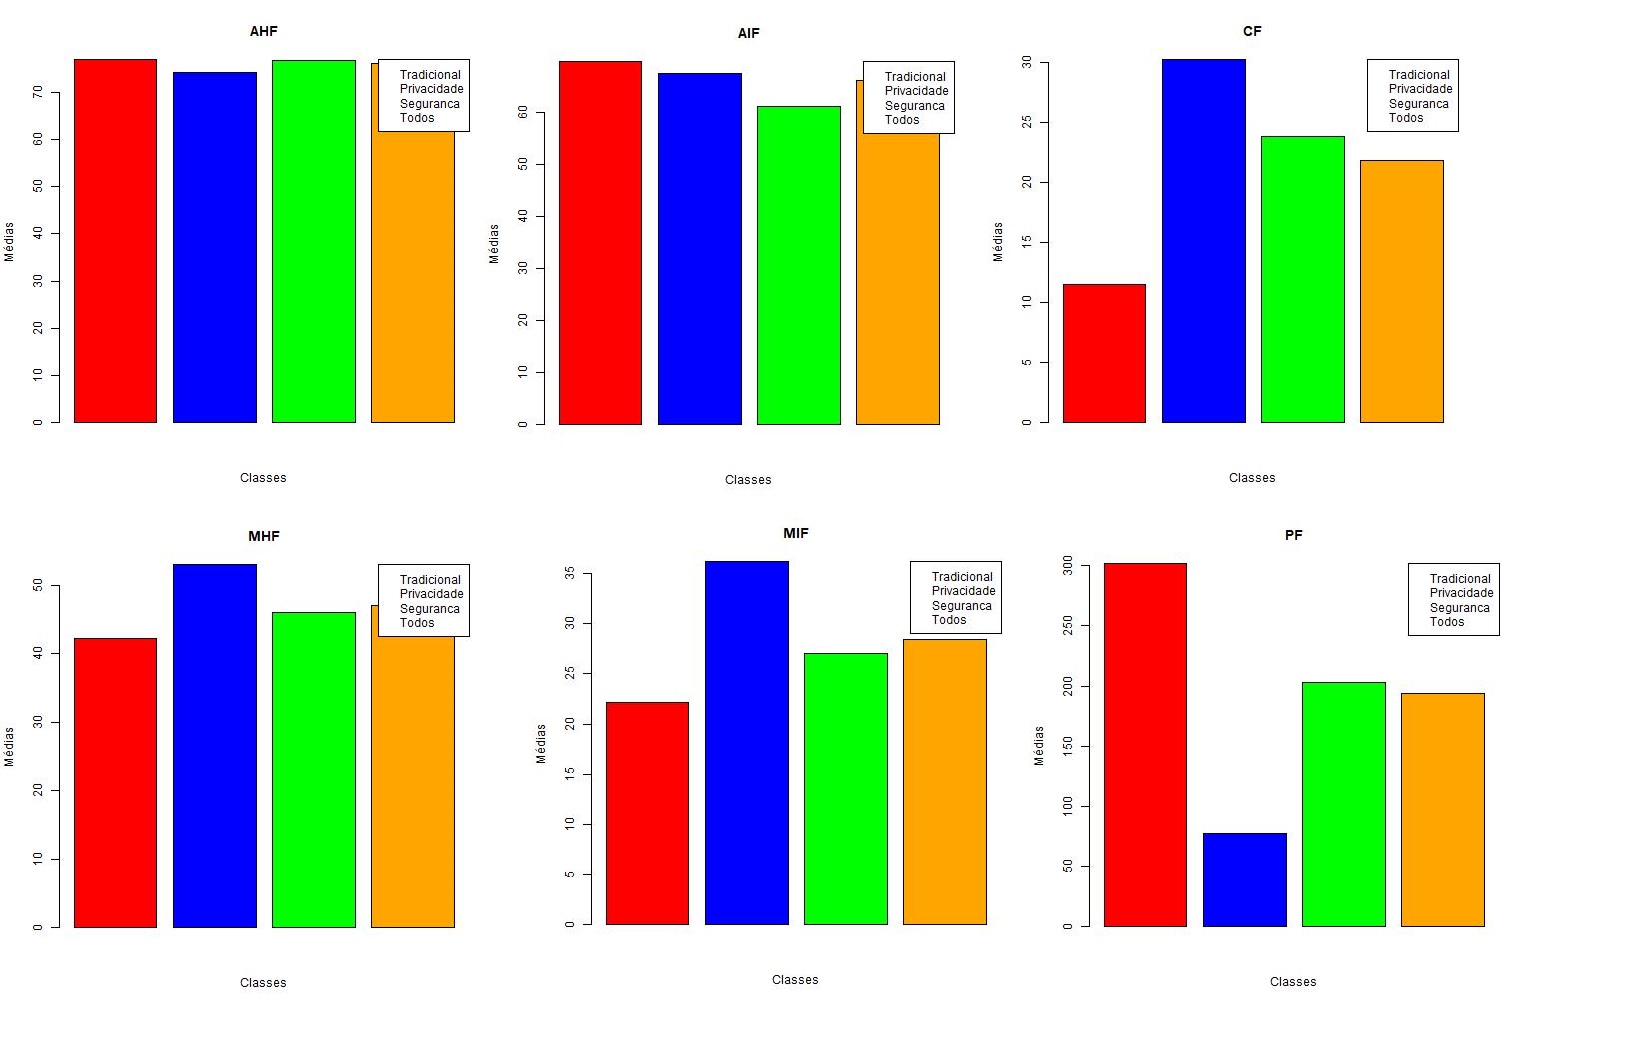 AHF
70
60
50
40
30
20
10
0
Médias
Classes
Tradicional
Privacidade
Seguranca
Todos
AIF
60
50
40
30
20
10
0
Médias
Classes
Tradicional
Privacidade
Seguranca
Todos
CF
30
25
20
15
10
5
0
Médias
Classes
Tradicional
Privacidade
Seguranca
Todos
MHF
50
40
30
20
10
0
Médias
Classes
Tradicional
Privacidade
Seguranca
Todos
MIF
35
30
25
20
15
10
5
0
Médias
Classes
Tradicional
Privacidade
Seguranca
Todos
PF
300
250
200
150
100
50
0
Médias
Classes
Tradicional
Privacidade
Seguranca
Todos